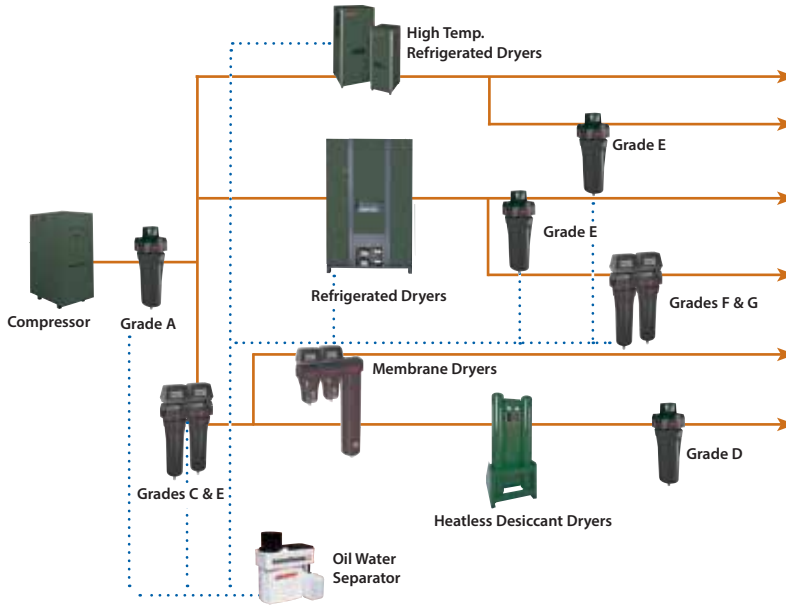 High Temp.
Refrigerated Dryers
Grade E
Grade E
Compressor
Grade A
Refrigerated Dryers
Grades F & G
Membrane Dryers
Grades C & E
Grade D
Heatless Desiccant Dryers
Oil Water
Separator